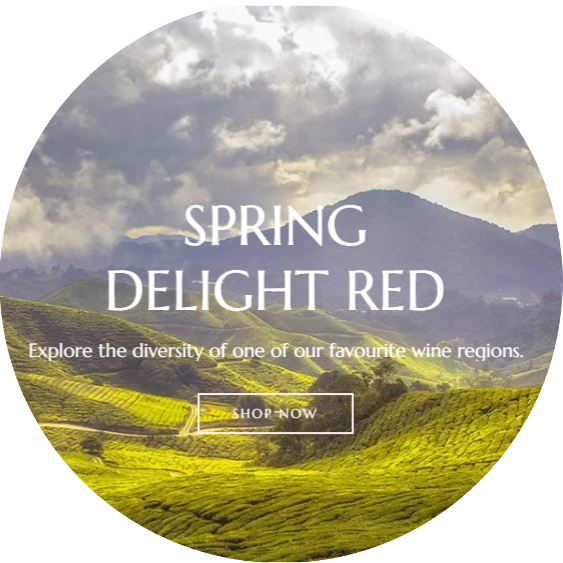 SPRING
DELIGHT RED
Explore the diversity of one of our favourite wine regions.
SHOP NOW